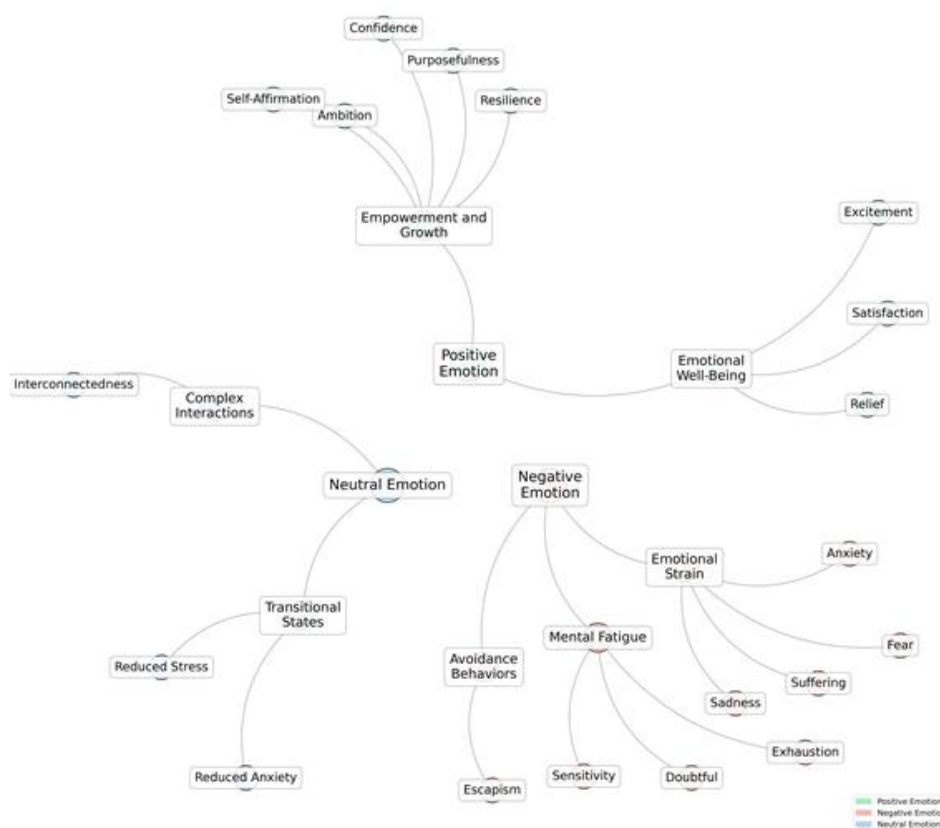 Confidence
Purposefulness
Self-Affirmation
Ambition
Resilience
Empowerment and
Growth
Excitement
Satisfaction
Positive
Emotion
Emotional
Well-Being
Relief
Interconnectedness
Complex
Interactions
Neutral Emotion
Negative
Emotion
Emotional
Strain
Anxiety
Transitional
States
Mental Fatigue
Fear
Reduced Stress
Avoidance
Behaviors
Suffering
Sadness
Exhaustion
Reduced Anxiety
Sensitivity
Doubtful
Escapism
Positive Emotion
Negative Emotion
Neutral Emotion